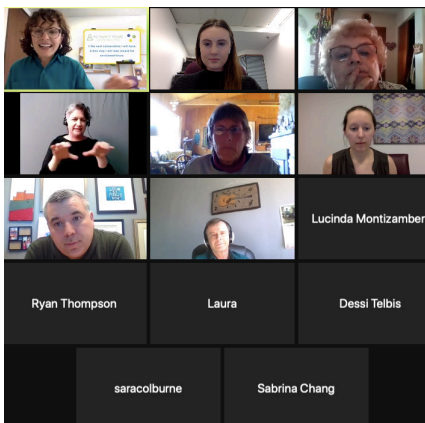 Lucinda Montizamber
Ryan Thompson
Laura
Dessi Telbis
saracolburne
Sabrina Chang